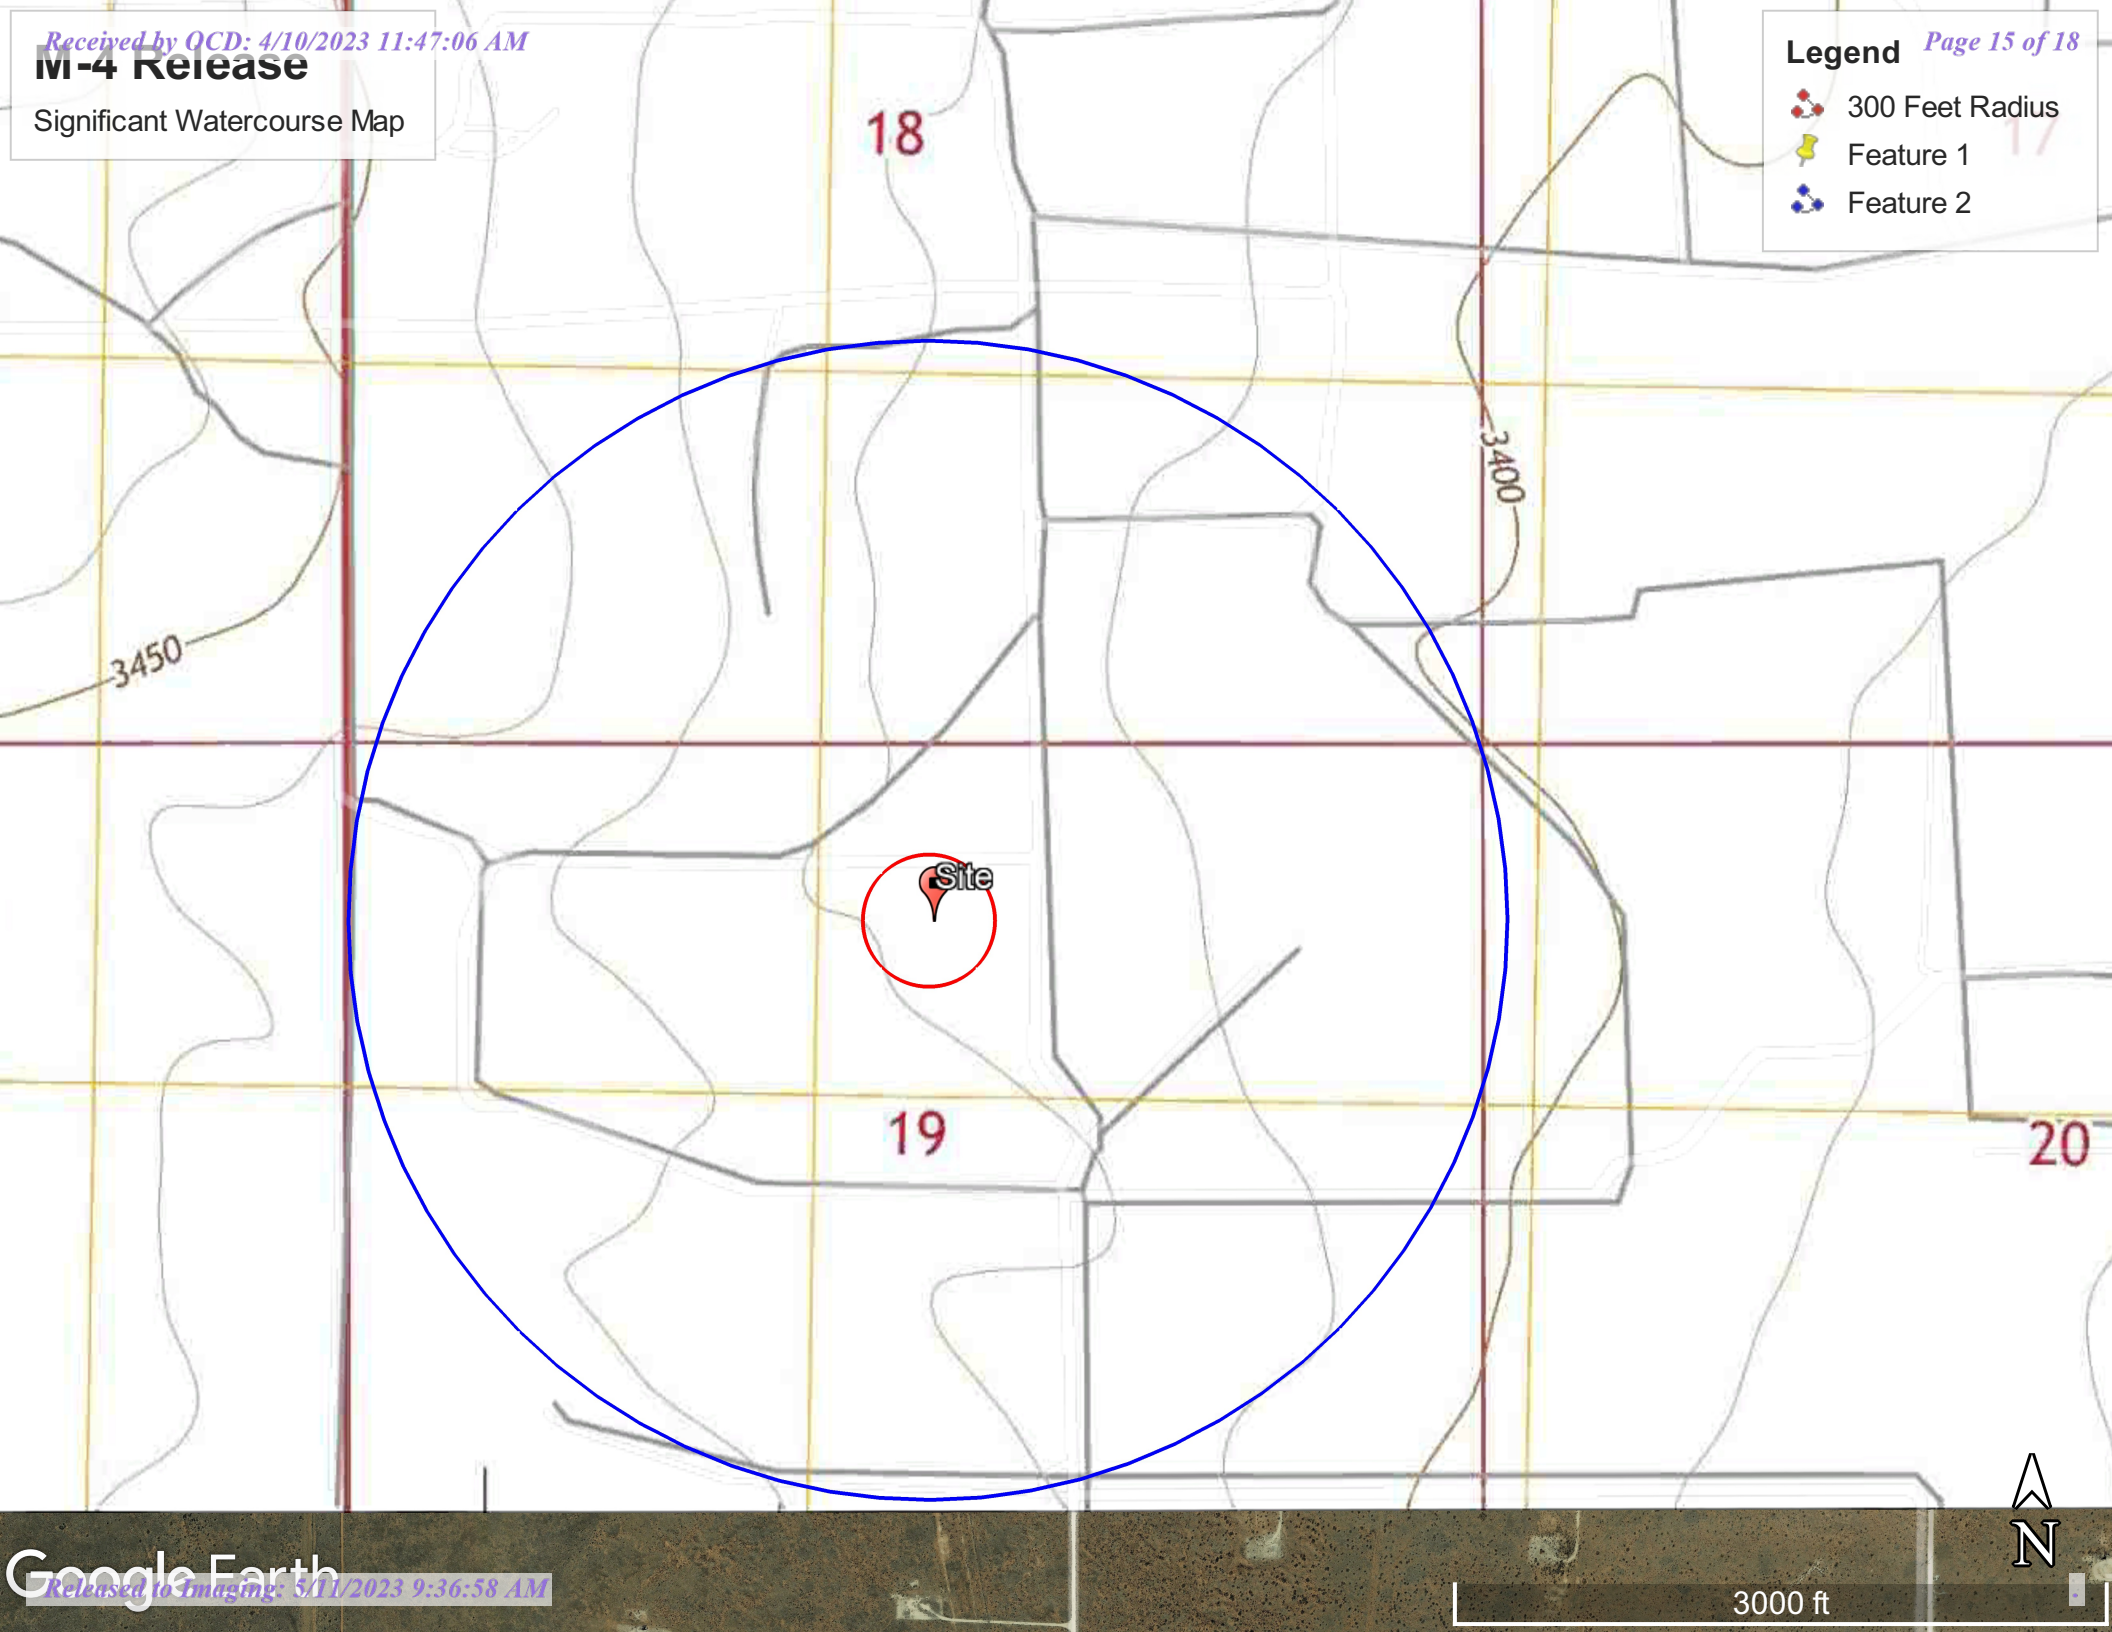 Received by OCD: 4/10/2023 11:47:06 AM
Page 15 of 18
M-4 Release
Significant Watercourse Map
Legend
300 Feet Radius
Feature 1
Feature 2
18
17
3400
3450
Site
19
20
N
Google Earth
Released to Imaging: 5/11/2023 9:36:58 AM
3000 ft